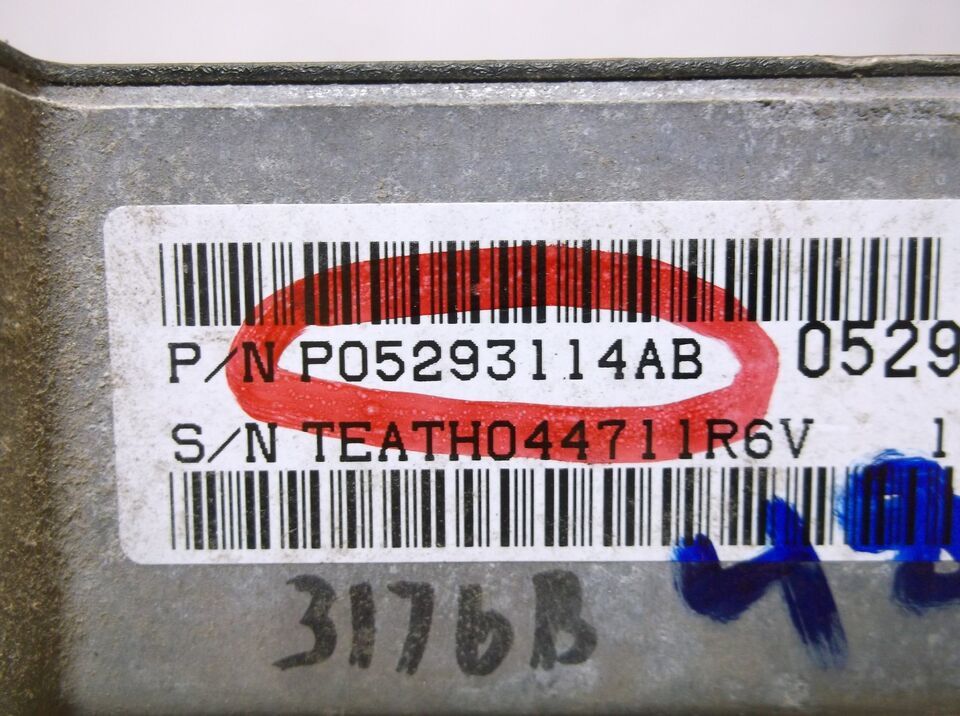 P/N P05293114AB 0529
S/N TEATH044711R6V 1
3176B